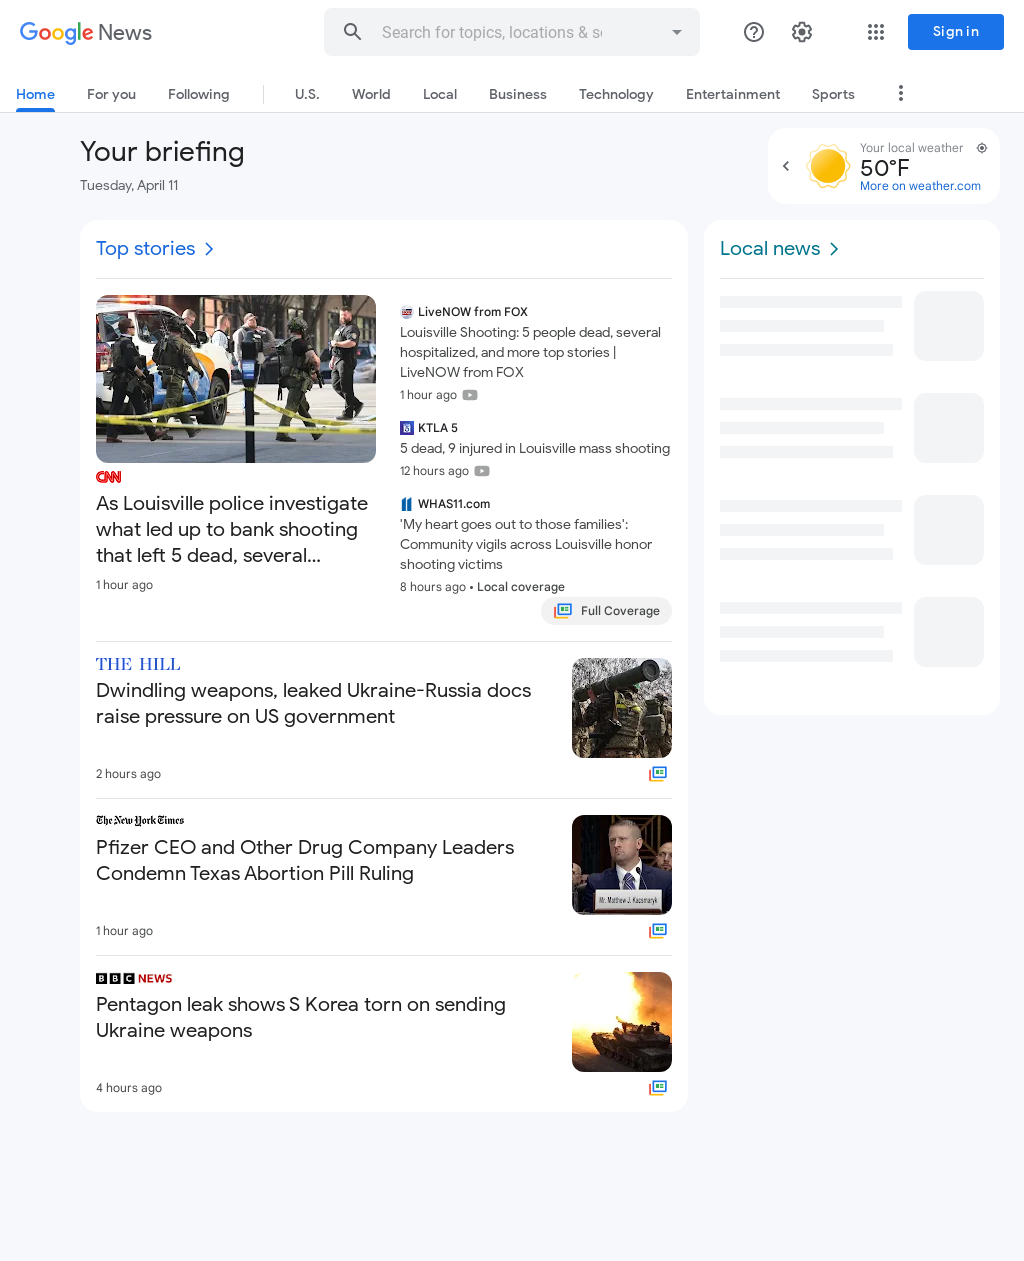 Google News
Search for topics, locations & so
Sign in
Home For you Following U.S. World Local Business Technology Entertainment Sports
Your briefing
Tuesday, April 11
Your local weather
50°F
More on weather.com
Top stories
LiveNOW from FOX
Louisville Shooting: 5 people dead, several
hospitalized, and more top stories |
LiveNOW from FOX
1 hour ago
KTLA 5
5 dead, 9 injured in Louisville mass shooting
12 hours ago
WHAS11.com
'My heart goes out to those families':
Community vigils across Louisville honor
shooting victims
8 hours ago • Local coverage
CNN
As Louisville police investigate
what led up to bank shooting
that left 5 dead, several...
1 hour ago
Full Coverage
THE HILL
Dwindling weapons, leaked Ukraine-Russia docs
raise pressure on US government
2 hours ago
The New York Times
Pfizer CEO and Other Drug Company Leaders
Condemn Texas Abortion Pill Ruling
Mr. Matthew J. Kacsmaryk
1 hour ago
BBC NEWS
Pentagon leak shows S Korea torn on sending
Ukraine weapons
4 hours ago
Local news